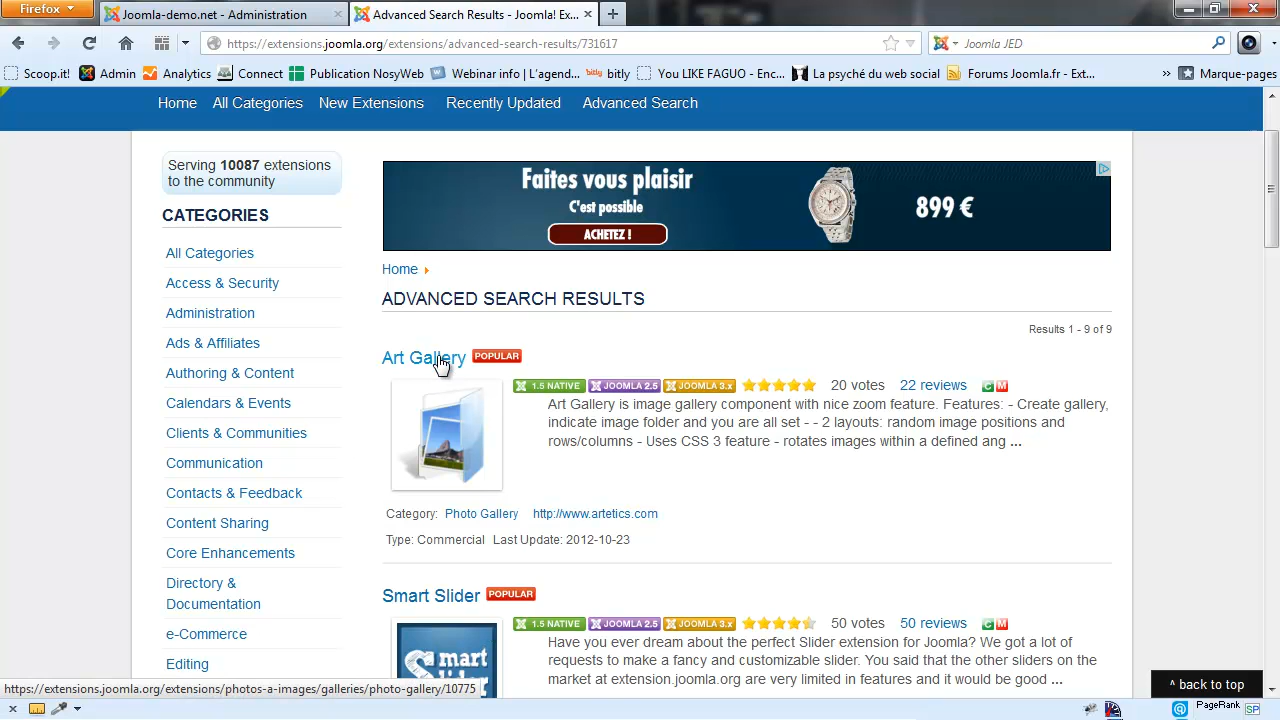 Firefox
Joomla-demo.net - Administration ×
Advanced Search Results - Joomla! Ex... ×
+
https://extensions.joomla.org/extensions/advanced-search-results/731617
Joomla JED
Scoop.it! Admin Analytics Connect Publication NosyWeb Webinar info | L'agend... bitly bitly You LIKE FAGUO - Enc... La psyché du web social Forums Joomla.fr - Ext... » Marque-pages
Home All Categories New Extensions Recently Updated Advanced Search
Serving 10087 extensions
to the community
CATEGORIES
All Categories
Access & Security
Administration
Ads & Affiliates
Authoring & Content
Calendars & Events
Clients & Communities
Communication
Contacts & Feedback
Content Sharing
Core Enhancements
Directory &
Documentation
e-Commerce
Editing
Faites vous plaisir
C'est possible
ACHETEZ !
899 €
Home
ADVANCED SEARCH RESULTS
Results 1 - 9 of 9
Art Gallery POPULAR
1.5 NATIVE JOOMLA 2.5 JOOMLA 3.x 20 votes 22 reviews C M
Art Gallery is image gallery component with nice zoom feature. Features: - Create gallery,
indicate image folder and you are all set - - 2 layouts: random image positions and
rows/columns - Uses CSS 3 feature - rotates images within a defined ang ...
Category: Photo Gallery http://www.artetics.com
Type: Commercial Last Update: 2012-10-23
Smart Slider POPULAR
1.5 NATIVE JOOMLA 2.5 JOOMLA 3.x 50 votes 50 reviews C M
Smart
Have you ever dream about the perfect Slider extension for Joomla? We got a lot of
requests to make a fancy and customizable slider. You said that the other sliders on the
market at extension.joomla.org are very limited in features and it would be good ...
^ back to top
https://extensions.joomla.org/extensions/photos-a-images/galleries/photo-gallery/10775
× @ PageRank SP